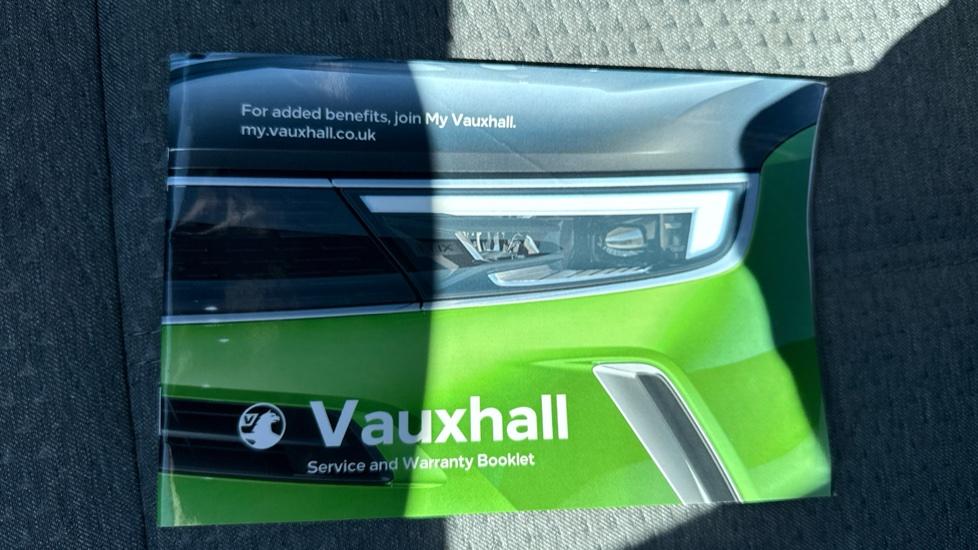 For added benefits, join My Vauxhall.
my.vauxhall.co.uk
Vauxhall
Service and Warranty Booklet